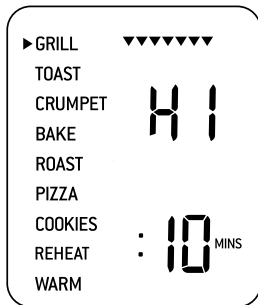 GRILL
TOAST
CRUMPET
HI
BAKE
ROAST
PIZZA
COOKIES
REHEAT
:10 MINS
WARM